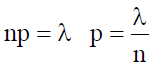 np = λ   p = λ/n